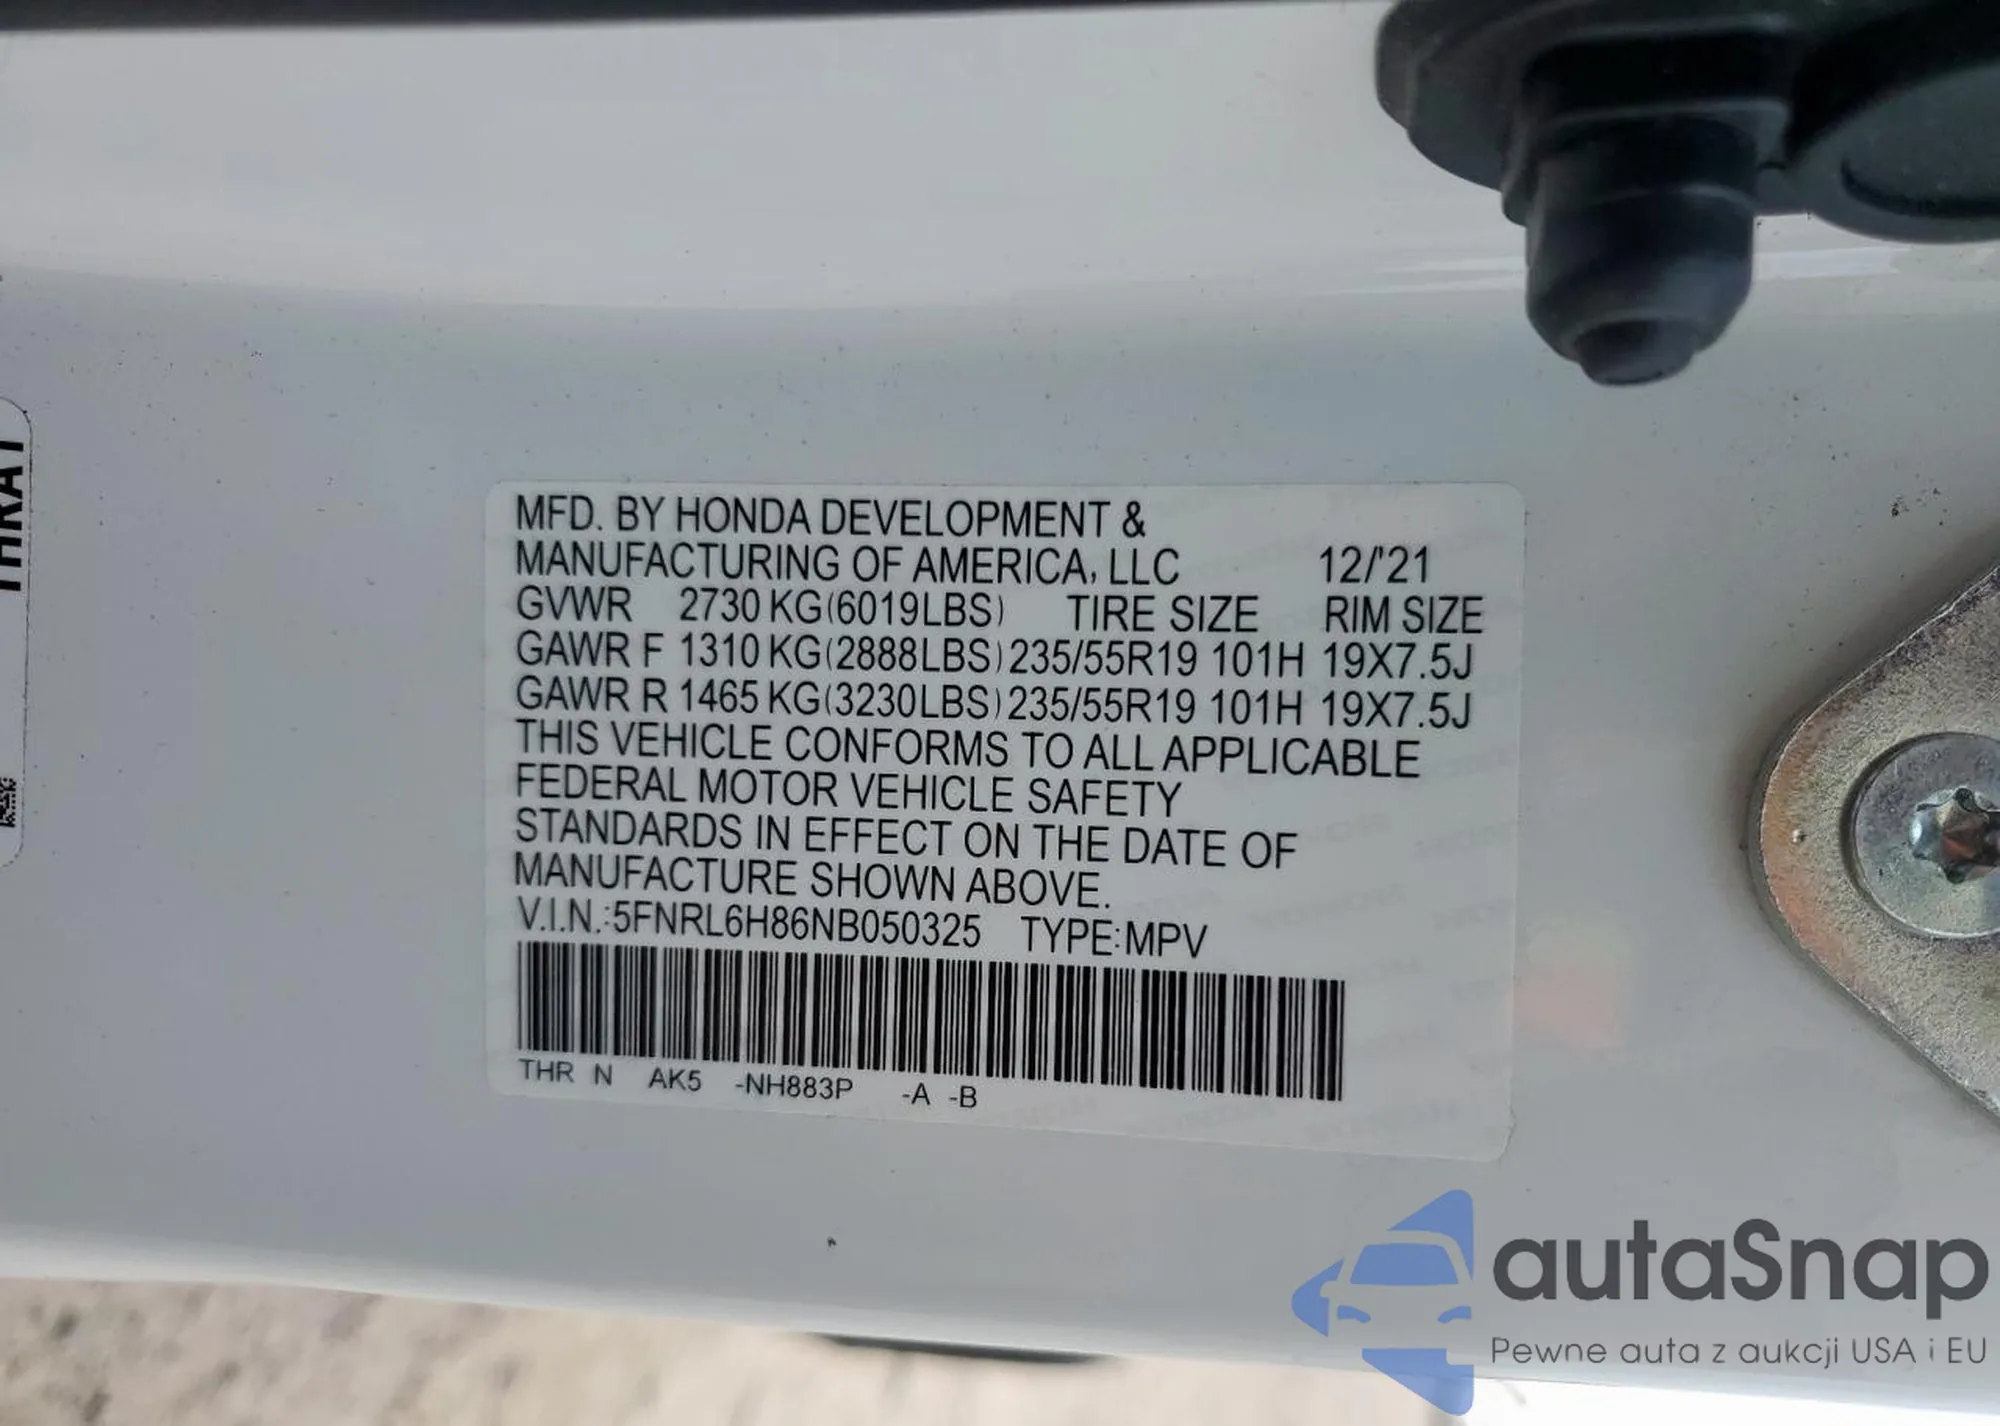 THRA1
MFD. BY HONDA DEVELOPMENT &
MANUFACTURING OF AMERICA, LLC 12/'21
GVWR 2730 KG(6019LBS) TIRE SIZE RIM SIZE
GAWR F 1310 KG(2888LBS) 235/55R19 101H 19X7.5J
GAWR R 1465 KG(3230LBS) 235/55R19 101H 19X7.5J
THIS VEHICLE CONFORMS TO ALL APPLICABLE
FEDERAL MOTOR VEHICLE SAFETY
STANDARDS IN EFFECT ON THE DATE OF
MANUFACTURE SHOWN ABOVE.
V.I.N.:5FNRL6H86NB050325 TYPE:MPV
THR N AK5 -NH883P -A -B
autaSnap
Pewne auta z aukcji USA i EU